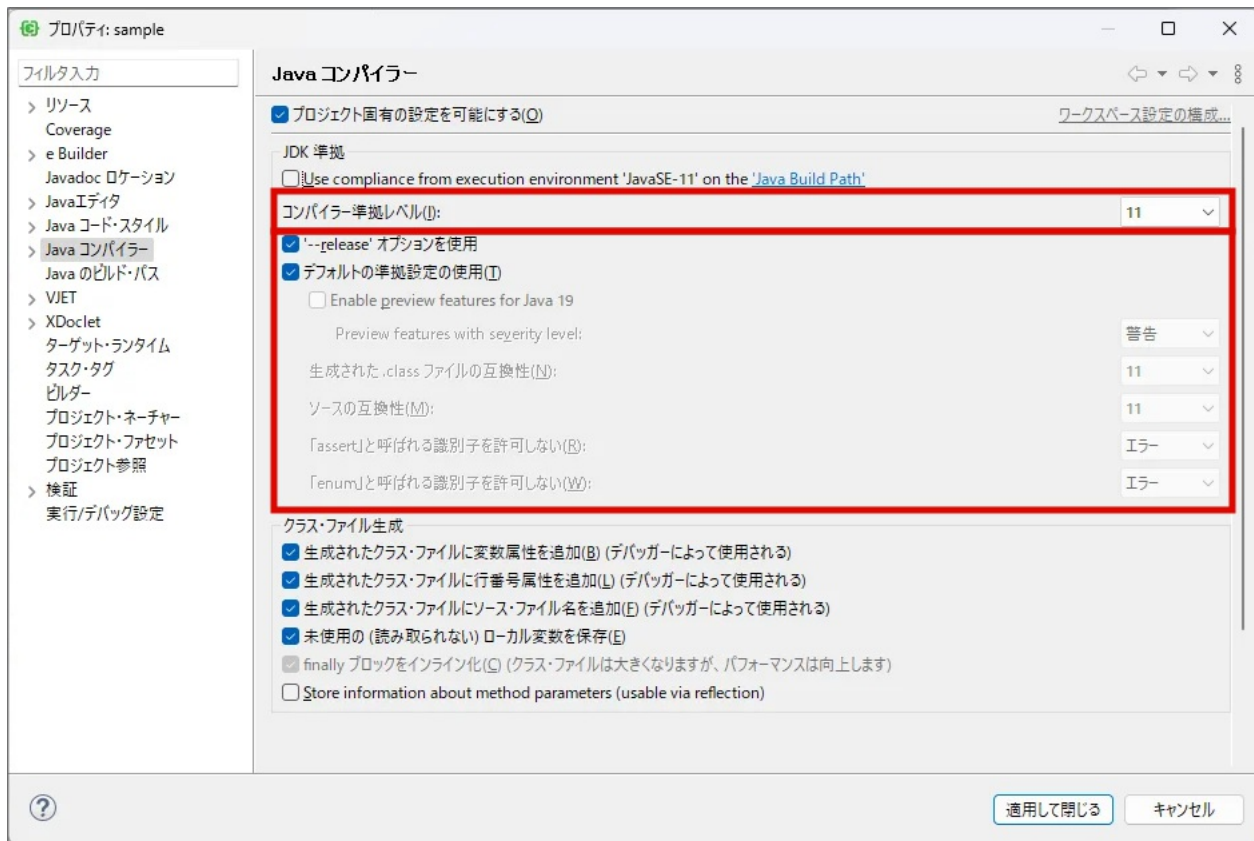 プロパティ: sample
フィルタ入力
リソース
Coverage
e Builder
Javadoc ロケーション
Javaエディタ
Java コード・スタイル
Java コンパイラー
Java のビルド・パス
VJET
XDoclet
ターゲット・ランタイム
タスク・タグ
ビルダー
プロジェクト・ネーチャー
プロジェクト・ファセット
プロジェクト参照
検証
実行/デバッグ設定
Java コンパイラー
プロジェクト固有の設定を可能にする(O) ワークスペース設定の構成...
JDK 準拠
Use compliance from execution environment 'JavaSE-11' on the 'Java Build Path'
コンパイラー準拠レベル(I): 11
'--release' オプションを使用
デフォルトの準拠設定の使用(T)
Enable preview features for Java 19
Preview features with severity level: 警告
生成された .class ファイルの互換性(N): 11
ソースの互換性(M): 11
「assert」と呼ばれる識別子を許可しない(R): エラー
「enum」と呼ばれる識別子を許可しない(W): エラー
クラス・ファイル生成
生成されたクラス・ファイルに変数属性を追加(B) (デバッガーによって使用される)
生成されたクラス・ファイルに行番号属性を追加(L) (デバッガーによって使用される)
生成されたクラス・ファイルにソース・ファイル名を追加(F) (デバッガーによって使用される)
未使用の (読み取られない) ローカル変数を保存(E)
finally ブロックをインライン化(C) (クラス・ファイルは大きくなりますが、パフォーマンスは向上します)
Store information about method parameters (usable via reflection)
適用して閉じる キャンセル